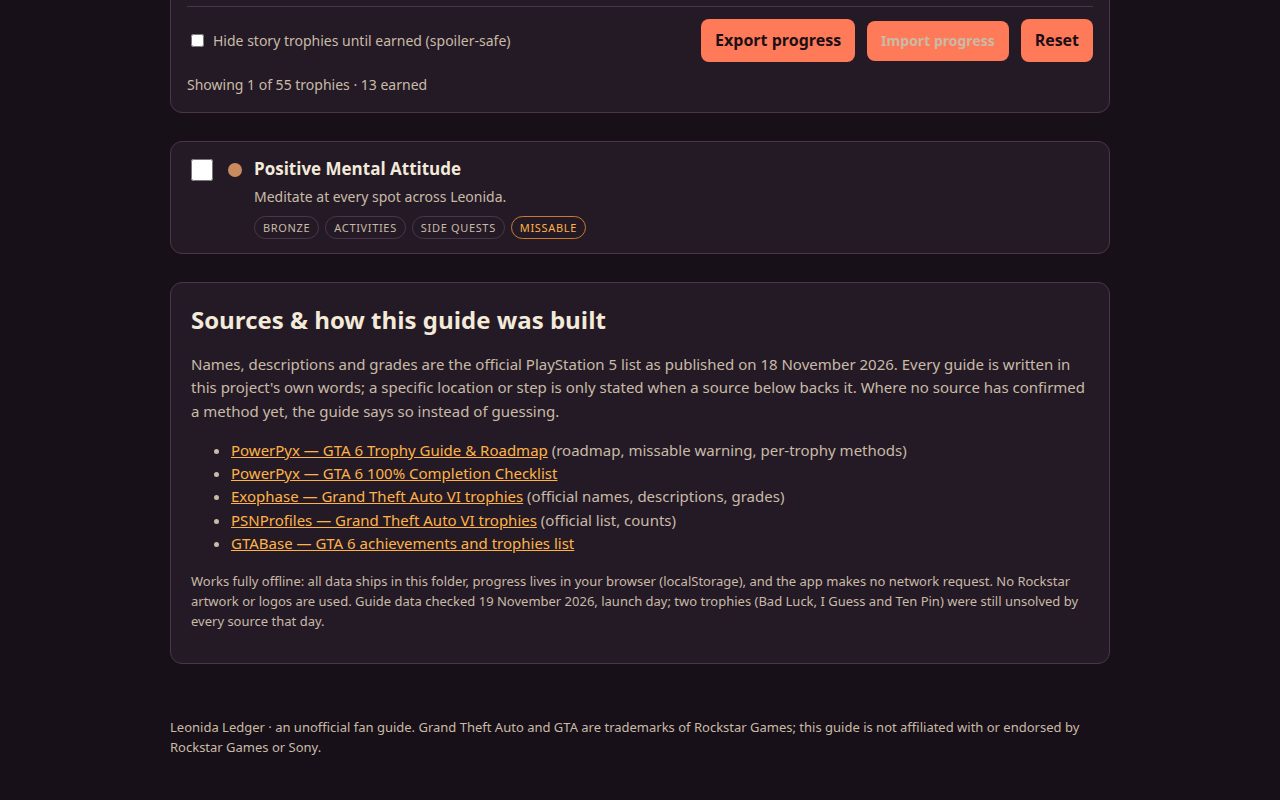 Hide story trophies until earned (spoiler-safe)
Export progress
Import progress
Reset
Showing 1 of 55 trophies · 13 earned
Positive Mental Attitude
Meditate at every spot across Leonida.
BRONZE
ACTIVITIES
SIDE QUESTS
MISSABLE
Sources & how this guide was built
Names, descriptions and grades are the official PlayStation 5 list as published on 18 November 2026. Every guide is written in
this project's own words; a specific location or step is only stated when a source below backs it. Where no source has confirmed
a method yet, the guide says so instead of guessing.
PowerPyx — GTA 6 Trophy Guide & Roadmap (roadmap, missable warning, per-trophy methods)
PowerPyx — GTA 6 100% Completion Checklist
Exophase — Grand Theft Auto VI trophies (official names, descriptions, grades)
PSNProfiles — Grand Theft Auto VI trophies (official list, counts)
GTABase — GTA 6 achievements and trophies list
Works fully offline: all data ships in this folder, progress lives in your browser (localStorage), and the app makes no network request. No Rockstar
artwork or logos are used. Guide data checked 19 November 2026, launch day; two trophies (Bad Luck, I Guess and Ten Pin) were still unsolved by
every source that day.
Leonida Ledger · an unofficial fan guide. Grand Theft Auto and GTA are trademarks of Rockstar Games; this guide is not affiliated with or endorsed by
Rockstar Games or Sony.